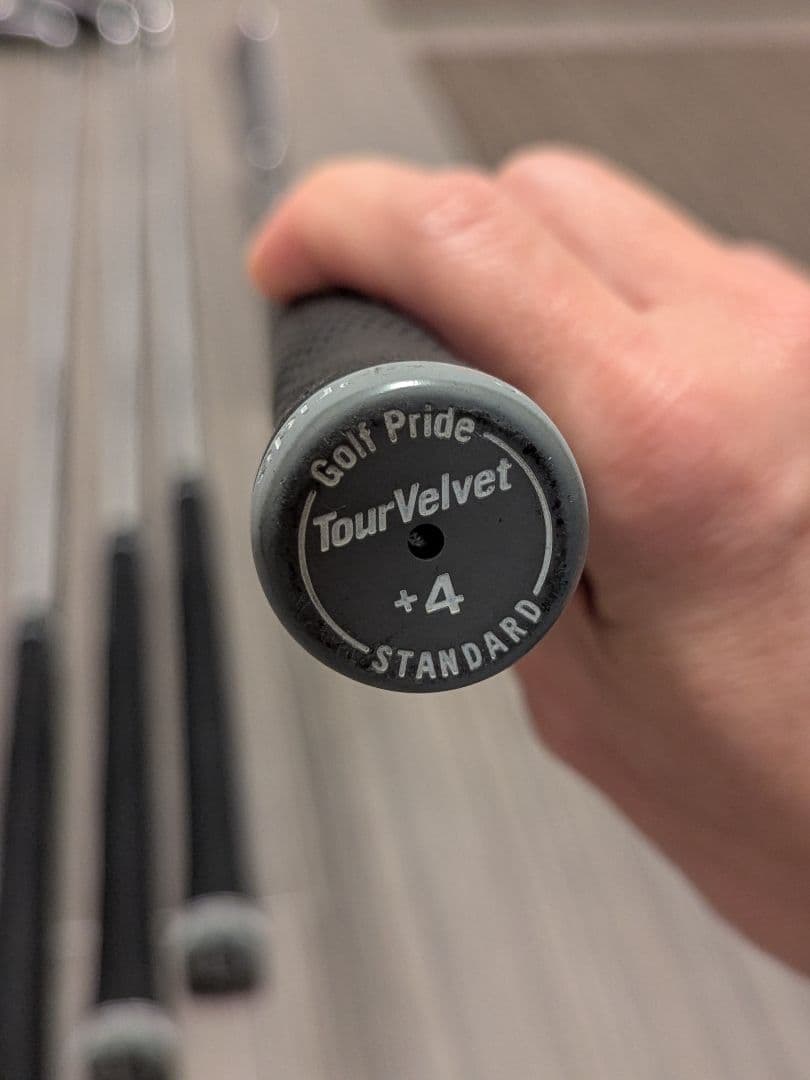 Golf Pride
TourVelvet
+4
STANDARD